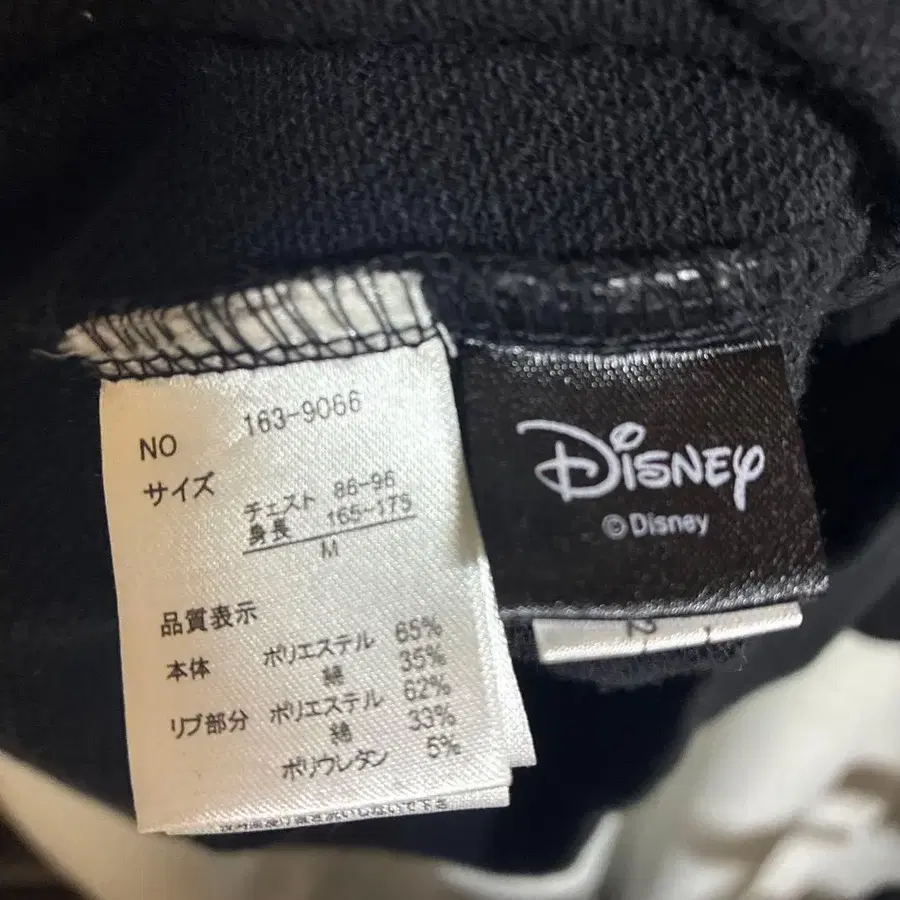 NO 163-9066
サイズ
チェスト 86-96
身長 165~175
M
品質表示
本体 ポリエステル 65%
綿 35%
リブ部分 ポリエステル 62%
綿 33%
ポリウレタン 5%
DISNEY
© Disney
2